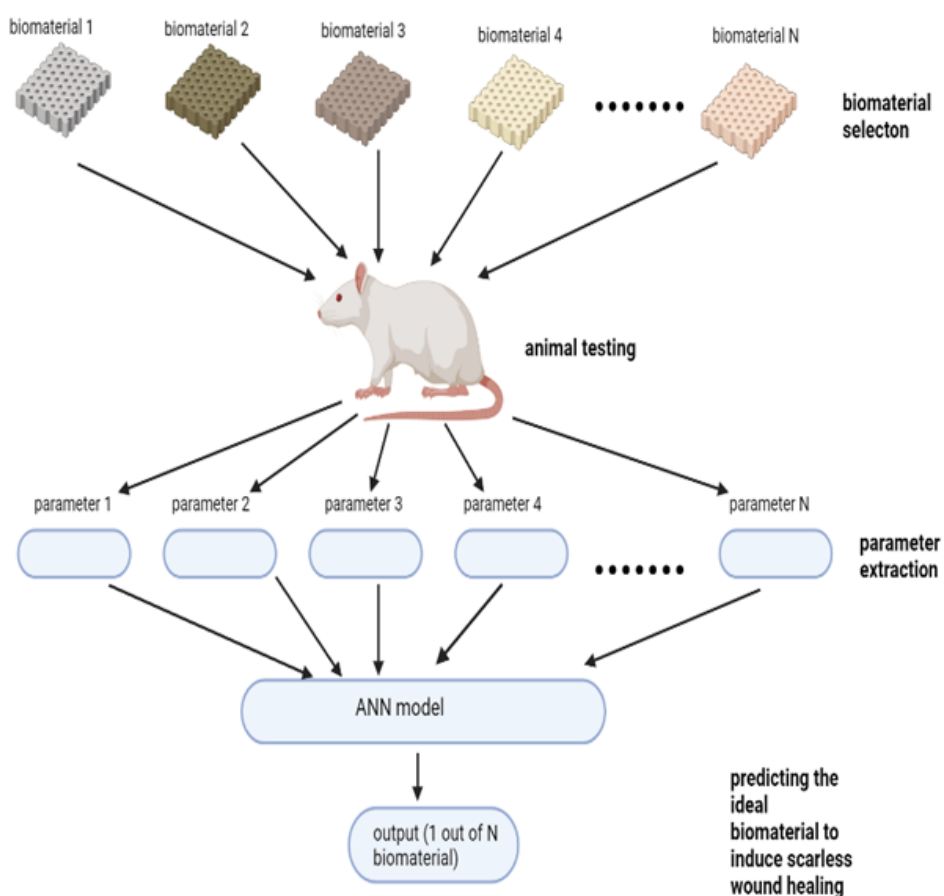 biomaterial 1
biomaterial 2
biomaterial 3
biomaterial 4
biomaterial N
biomaterial
selecton
animal testing
parameter 1
parameter 2
parameter 3
parameter 4
parameter N
parameter
extraction
ANN model
output (1 out of N
biomaterial)
predicting the
ideal
biomaterial to
induce scarless
wound healing